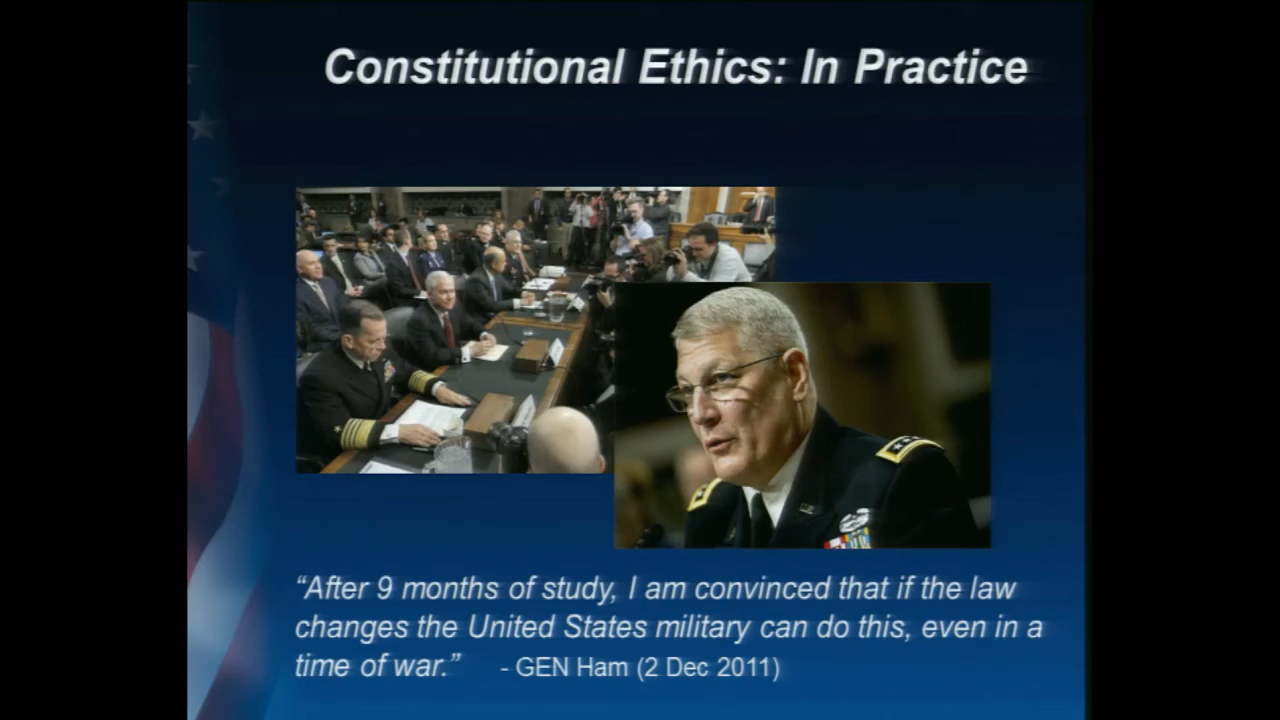 Constitutional Ethics: In Practice
“After 9 months of study, I am convinced that if the law
changes the United States military can do this, even in a
time of war.” - GEN Ham (2 Dec 2011)